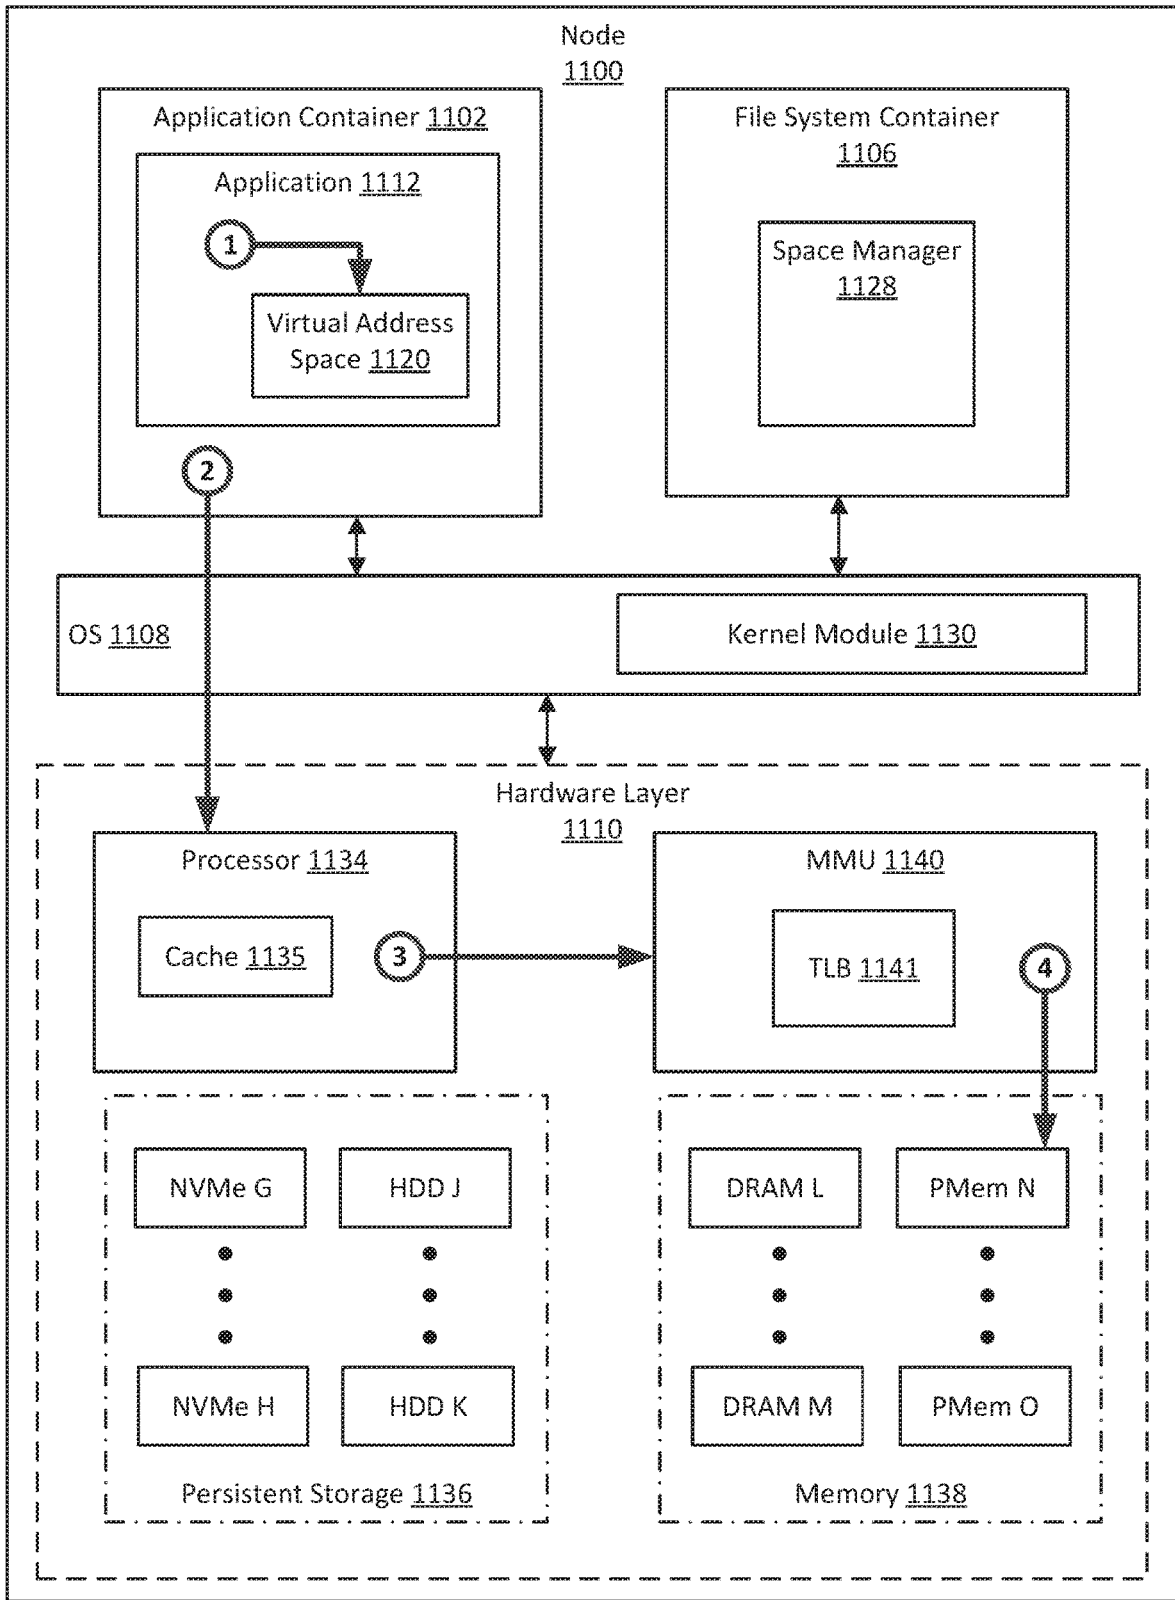 Node
1100
Application Container 1102
Application 1112
1
Virtual Address
Space 1120
2
File System Container
1106
Space Manager
1128
OS 1108
Kernel Module 1130
Hardware Layer
1110
Processor 1134
Cache 1135
3
MMU 1140
TLB 1141
4
NVMe G
HDD J
NVMe H
HDD K
Persistent Storage 1136
DRAM L
PMem N
DRAM M
PMem O
Memory 1138